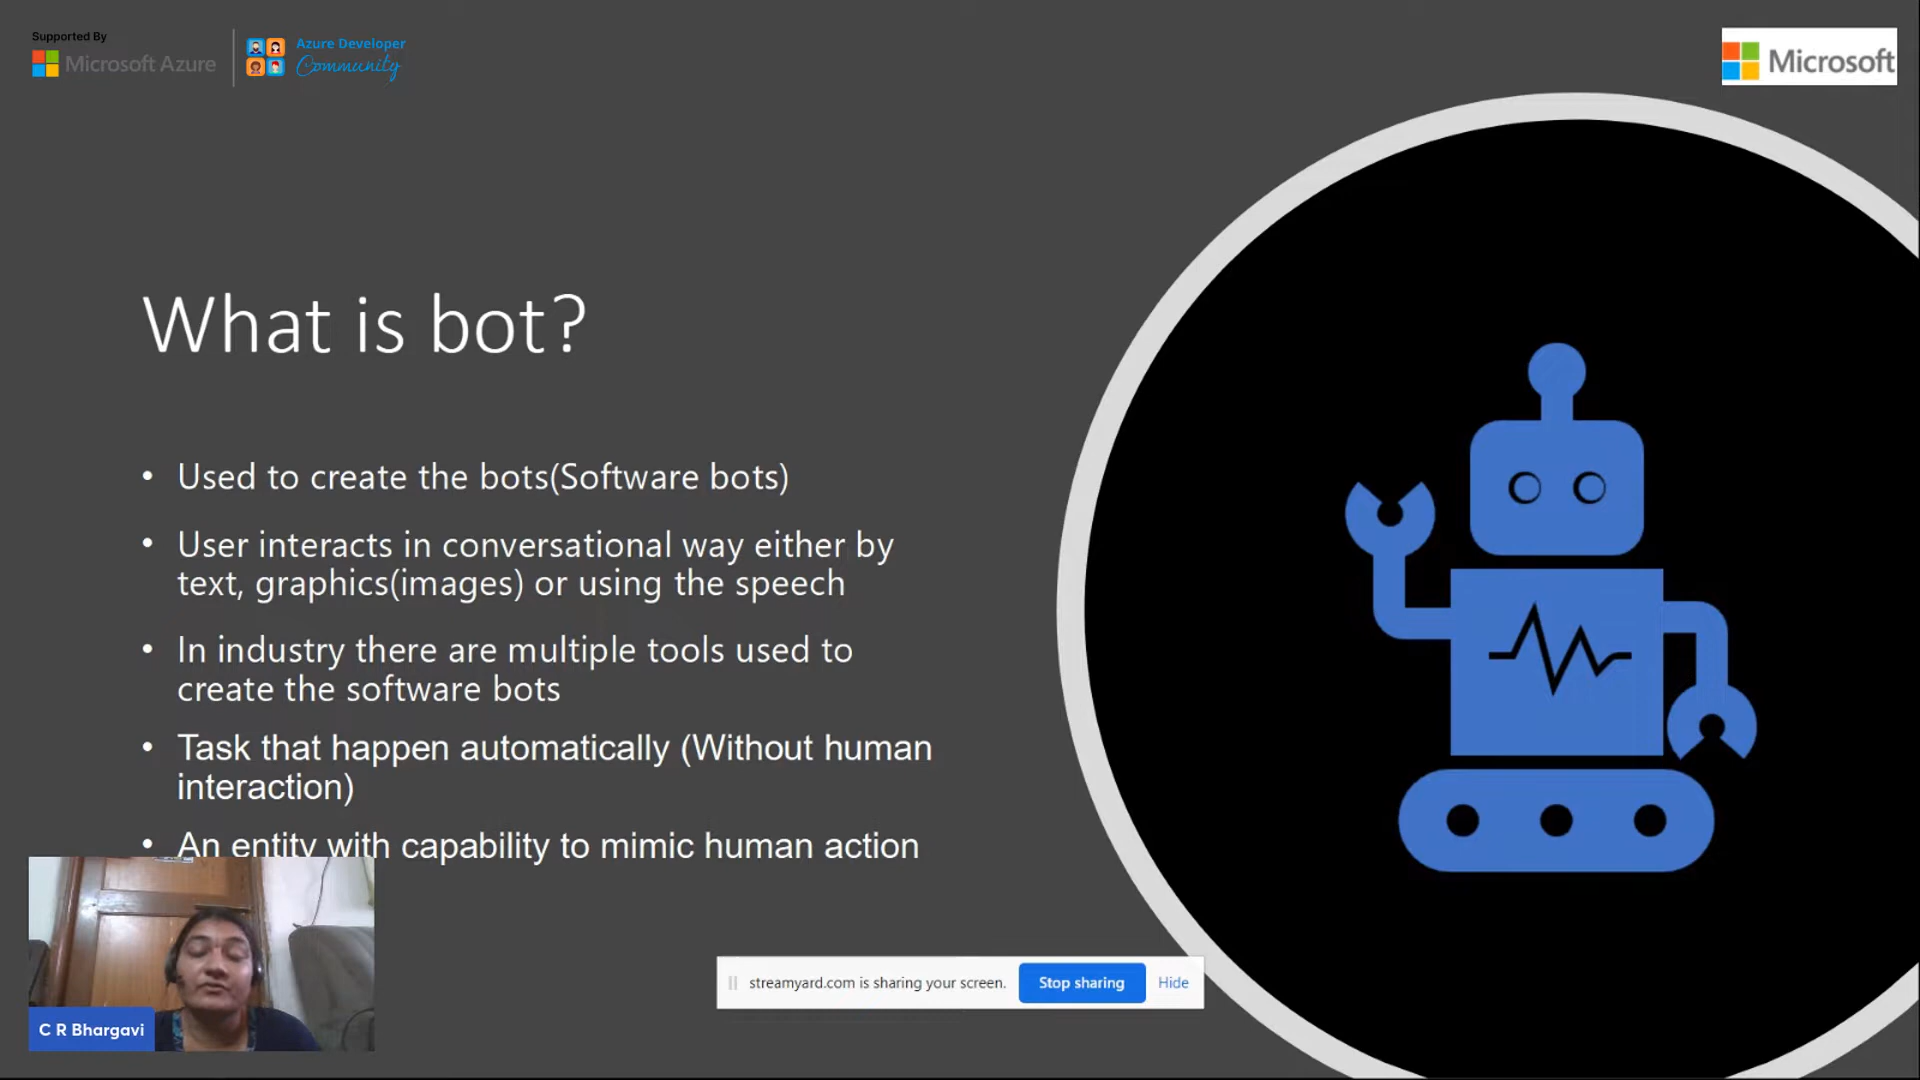 Supported By
Microsoft Azure
Azure Developer
Community
Microsoft
What is bot?
• Used to create the bots(Software bots)
• User interacts in conversational way either by
text, graphics(images) or using the speech
• In industry there are multiple tools used to
create the software bots
• Task that happen automatically (Without human
interaction)
• An entity with capability to mimic human action
streamyard.com is sharing your screen.
Stop sharing
Hide
C R Bhargavi